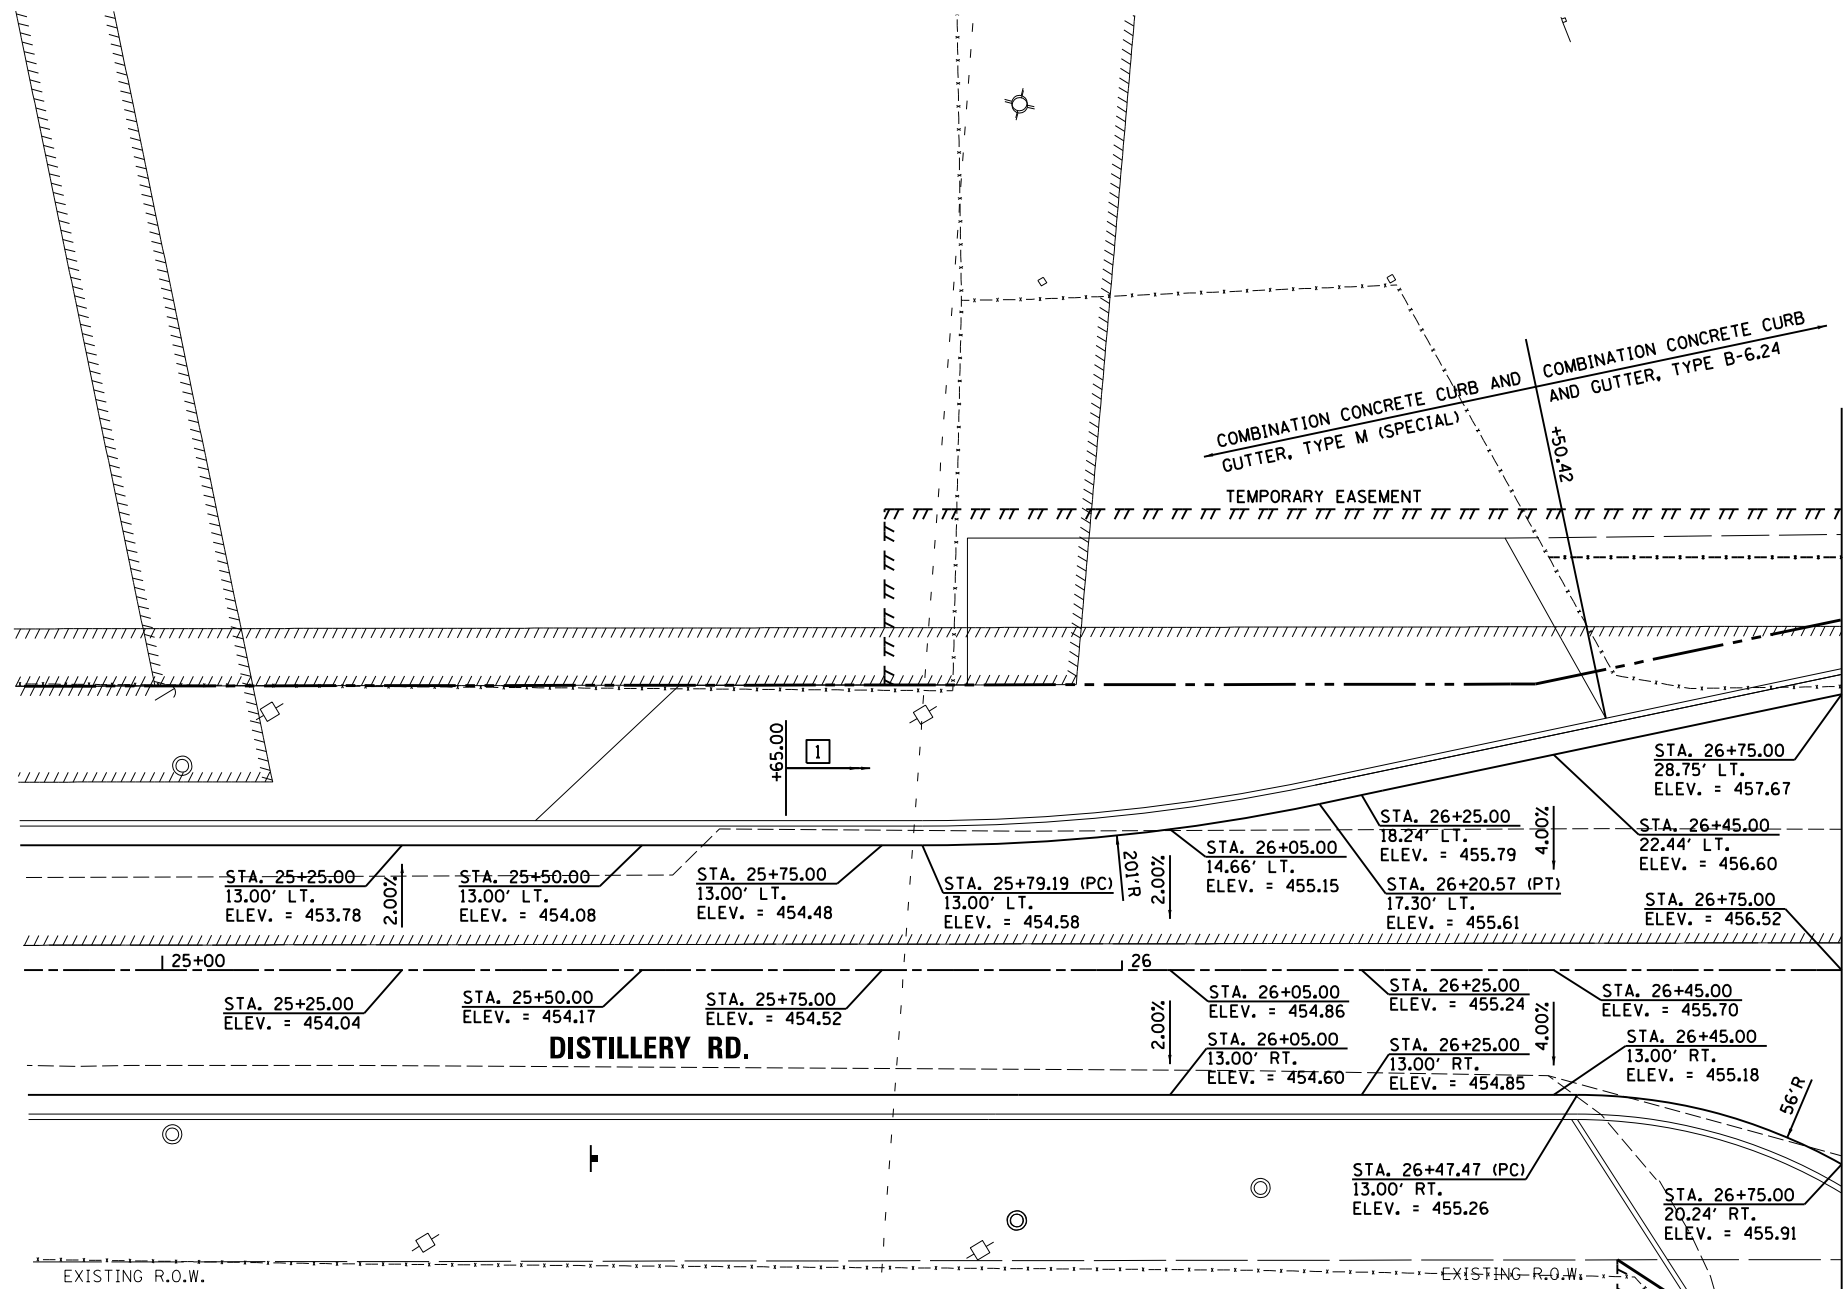 COMBINATION CONCRETE CURB AND
GUTTER, TYPE M (SPECIAL)
COMBINATION CONCRETE CURB
AND GUTTER, TYPE B-6.24
+50.42
TEMPORARY EASEMENT
+65.00
1
STA. 25+25.00
13.00' LT.
ELEV. = 453.78
2.00%
STA. 25+50.00
13.00' LT.
ELEV. = 454.08
STA. 25+75.00
13.00' LT.
ELEV. = 454.48
STA. 25+79.19 (PC)
13.00' LT.
ELEV. = 454.58
201'R
2.00%
STA. 26+05.00
14.66' LT.
ELEV. = 455.15
STA. 26+25.00
18.24' LT.
ELEV. = 455.79
4.00%
STA. 26+20.57 (PT)
17.30' LT.
ELEV. = 455.61
STA. 26+75.00
28.75' LT.
ELEV. = 457.67
STA. 26+45.00
22.44' LT.
ELEV. = 456.60
STA. 26+75.00
ELEV. = 456.52
25+00
26
STA. 25+25.00
ELEV. = 454.04
STA. 25+50.00
ELEV. = 454.17
STA. 25+75.00
ELEV. = 454.52
STA. 26+05.00
ELEV. = 454.86
STA. 26+25.00
ELEV. = 455.24
STA. 26+45.00
ELEV. = 455.70
DISTILLERY RD.
2.00%
STA. 26+05.00
13.00' RT.
ELEV. = 454.60
STA. 26+25.00
13.00' RT.
ELEV. = 454.85
4.00%
STA. 26+45.00
13.00' RT.
ELEV. = 455.18
56'R
STA. 26+47.47 (PC)
13.00' RT.
ELEV. = 455.26
STA. 26+75.00
20.24' RT.
ELEV. = 455.91
EXISTING R.O.W.
EXISTING R.O.W.